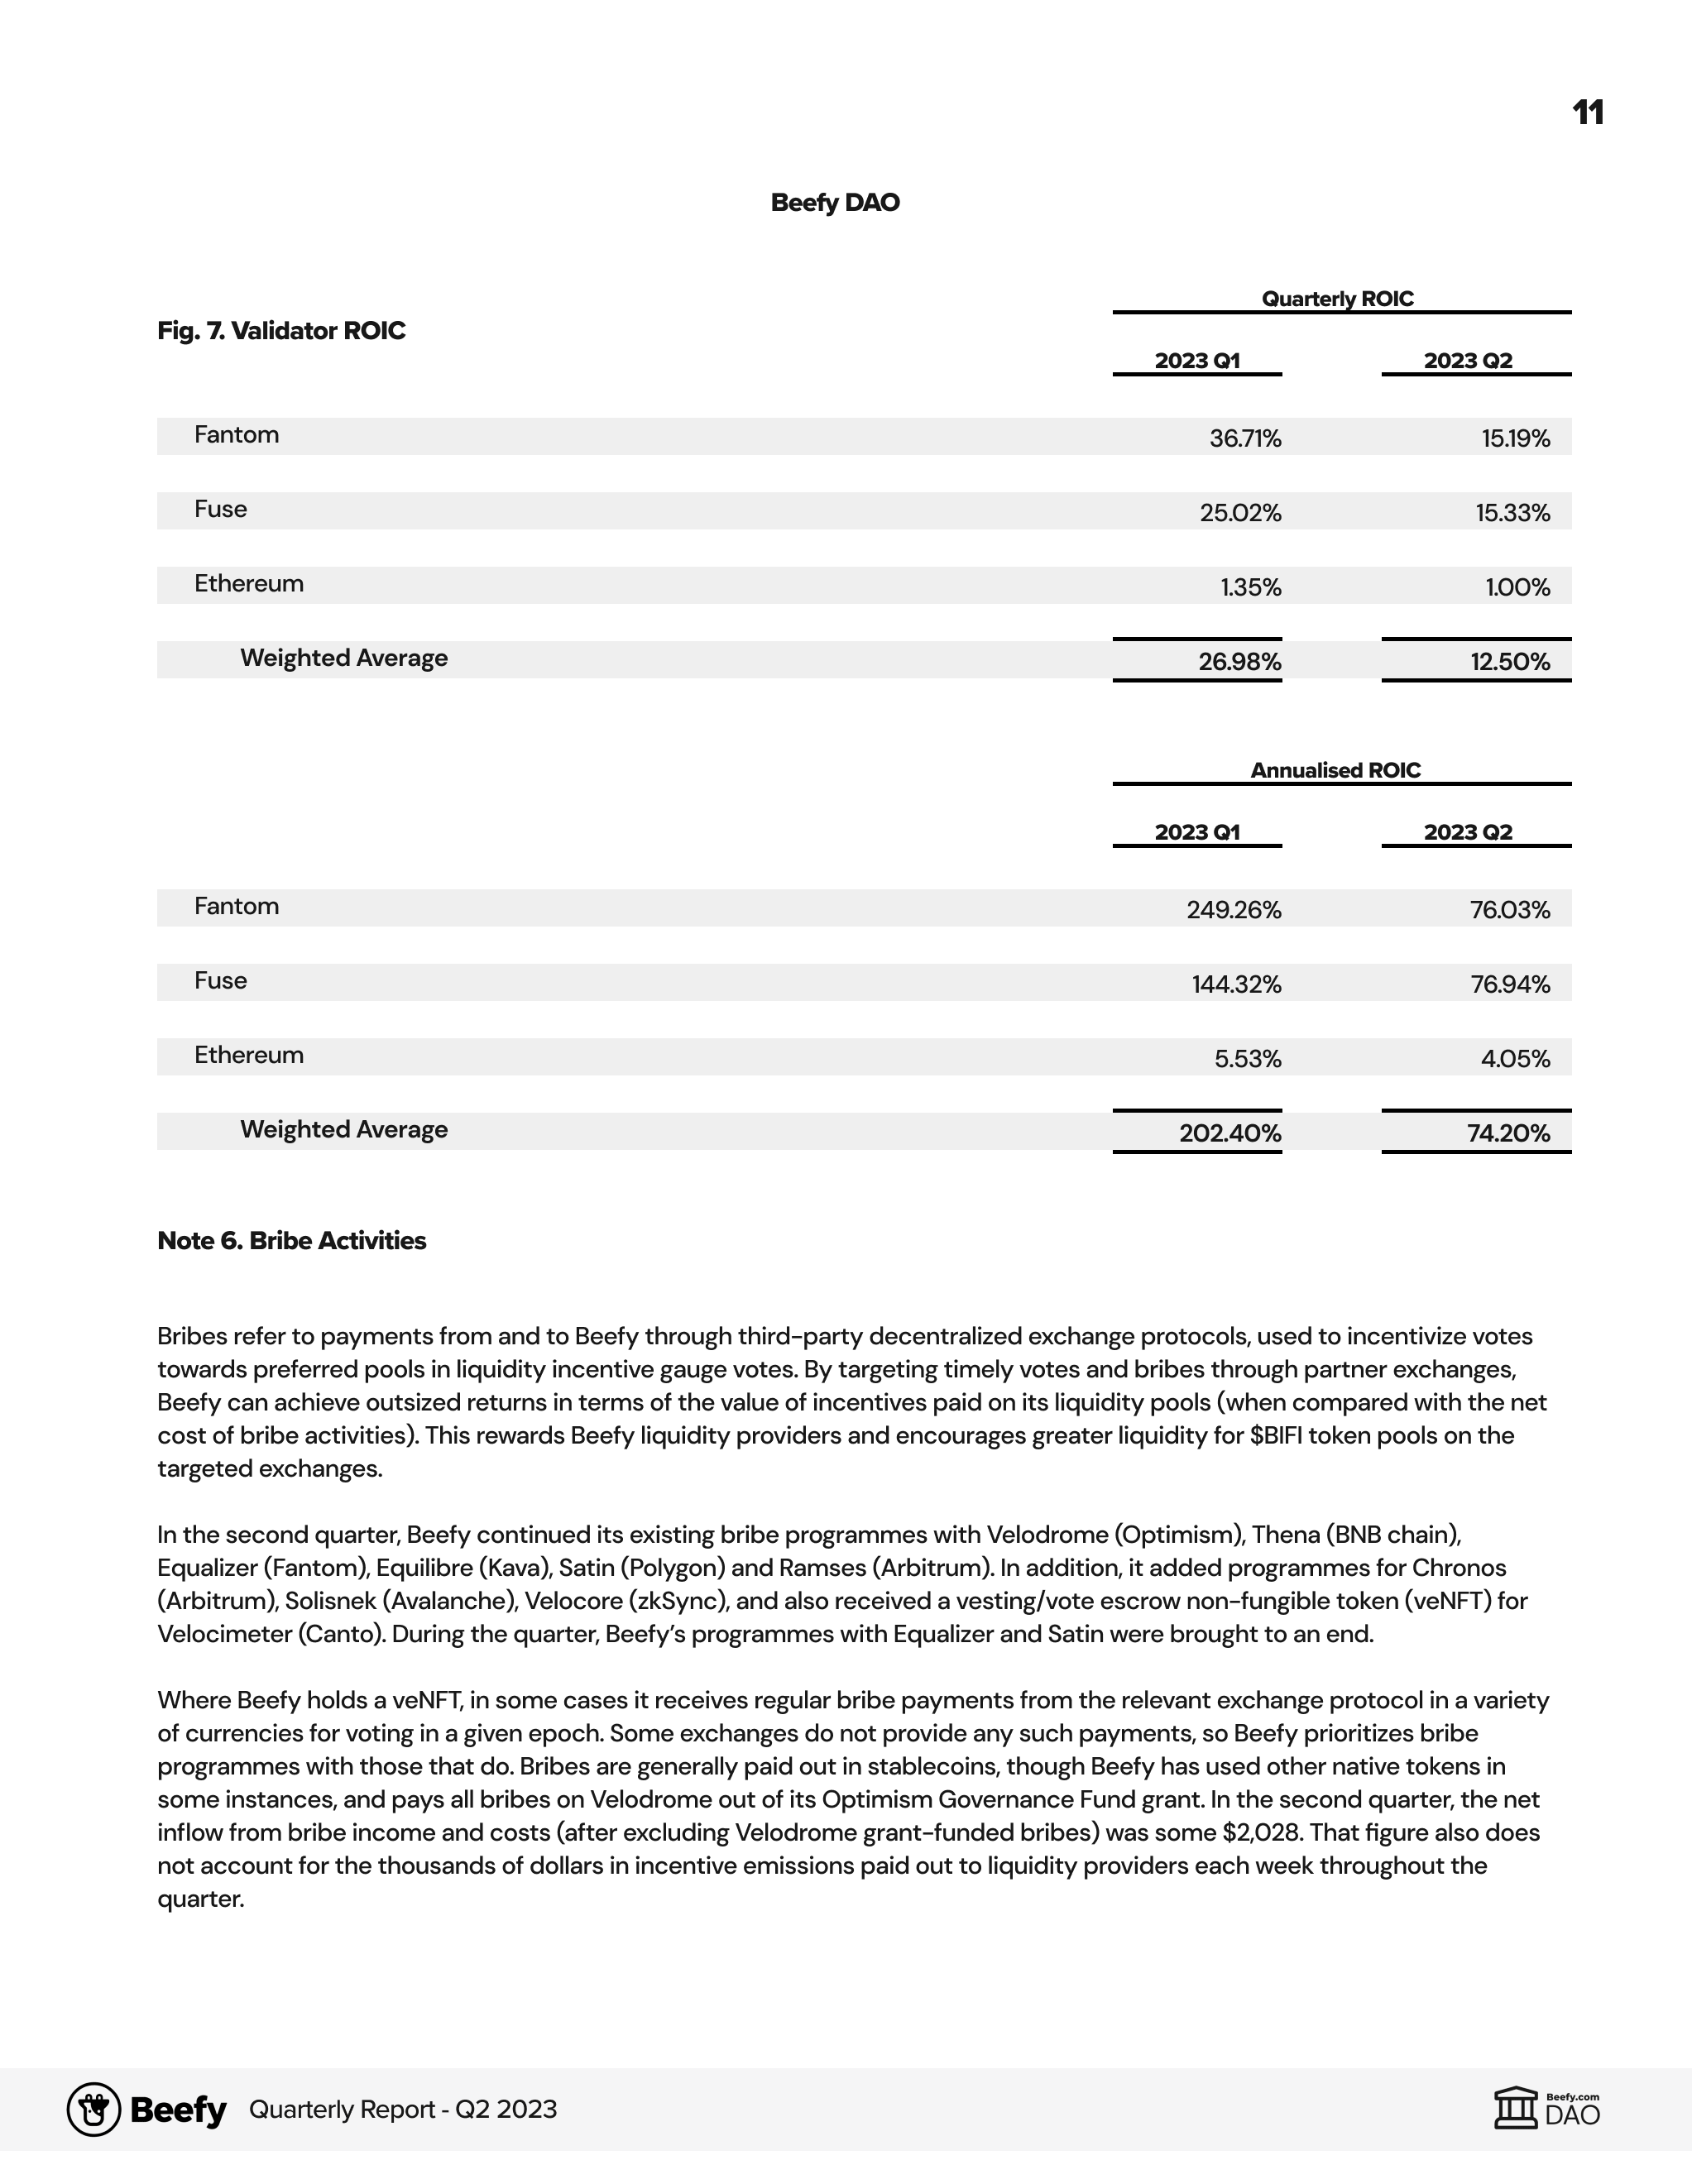 11
Beefy DAO
Quarterly ROIC
Fig. 7. Validator ROIC
2023 Q1 2023 Q2
Fantom 36.71% 15.19%
Fuse 25.02% 15.33%
Ethereum 1.35% 1.00%
Weighted Average 26.98% 12.50%
Annualised ROIC
2023 Q1 2023 Q2
Fantom 249.26% 76.03%
Fuse 144.32% 76.94%
Ethereum 5.53% 4.05%
Weighted Average 202.40% 74.20%
Note 6. Bribe Activities
Bribes refer to payments from and to Beefy through third-party decentralized exchange protocols, used to incentivize votes
towards preferred pools in liquidity incentive gauge votes. By targeting timely votes and bribes through partner exchanges,
Beefy can achieve outsized returns in terms of the value of incentives paid on its liquidity pools (when compared with the net
cost of bribe activities). This rewards Beefy liquidity providers and encourages greater liquidity for $BIFI token pools on the
targeted exchanges.
In the second quarter, Beefy continued its existing bribe programmes with Velodrome (Optimism), Thena (BNB chain),
Equalizer (Fantom), Equilibre (Kava), Satin (Polygon) and Ramses (Arbitrum). In addition, it added programmes for Chronos
(Arbitrum), Solisnek (Avalanche), Velocore (zkSync), and also received a vesting/vote escrow non-fungible token (veNFT) for
Velocimeter (Canto). During the quarter, Beefy’s programmes with Equalizer and Satin were brought to an end.
Where Beefy holds a veNFT, in some cases it receives regular bribe payments from the relevant exchange protocol in a variety
of currencies for voting in a given epoch. Some exchanges do not provide any such payments, so Beefy prioritizes bribe
programmes with those that do. Bribes are generally paid out in stablecoins, though Beefy has used other native tokens in
some instances, and pays all bribes on Velodrome out of its Optimism Governance Fund grant. In the second quarter, the net
inflow from bribe income and costs (after excluding Velodrome grant-funded bribes) was some $2,028. That figure also does
not account for the thousands of dollars in incentive emissions paid out to liquidity providers each week throughout the
quarter.
Beefy Quarterly Report - Q2 2023
Beefy.com
DAO